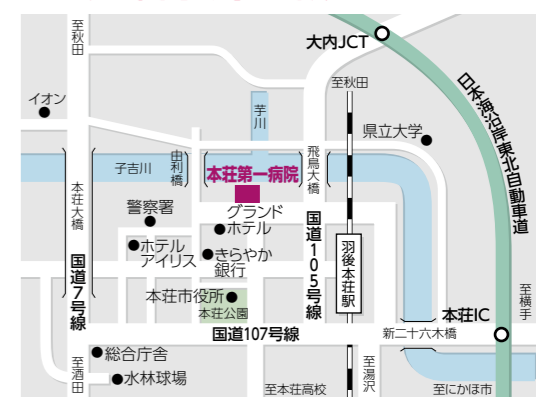 至秋田
大内JCT
至秋田
イオン
芋川
日本海沿岸東北自動車道
県立大学
飛鳥大橋
由利橋
子吉川
本荘第一病院
本荘大橋
警察署
グランド
ホテル
国道105号線
ホテル
アイリス
きらやか
銀行
羽後本荘駅
国道7号線
本荘市役所
本荘公園
至横手
本荘IC
国道107号線
新二十六木橋
総合庁舎
至酒田
水林球場
至湯沢
至本荘高校
至にかほ市